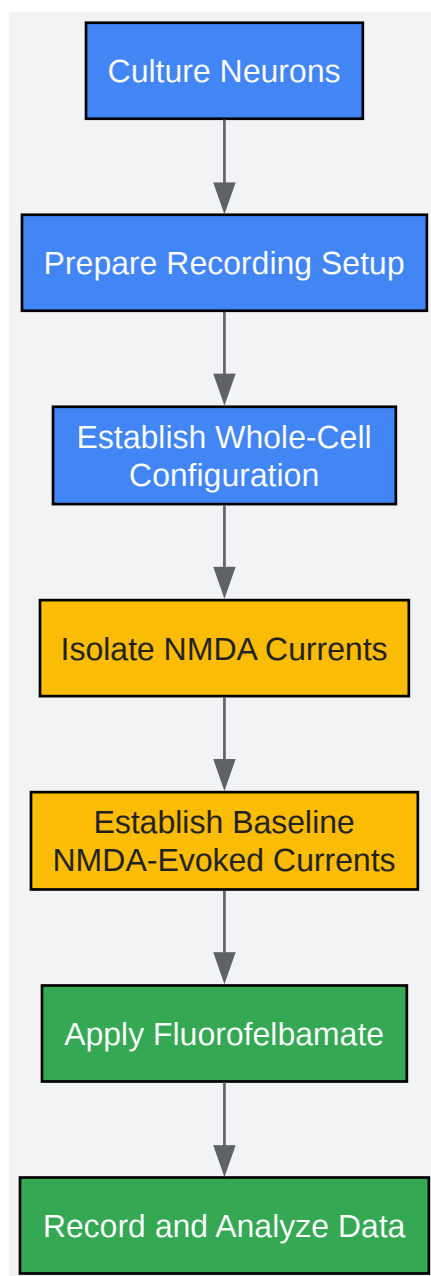 Culture Neurons
Prepare Recording Setup
Establish Whole-Cell
Configuration
Isolate NMDA Currents
Establish Baseline
NMDA-Evoked Currents
Apply Fluorofelbamate
Record and Analyze Data